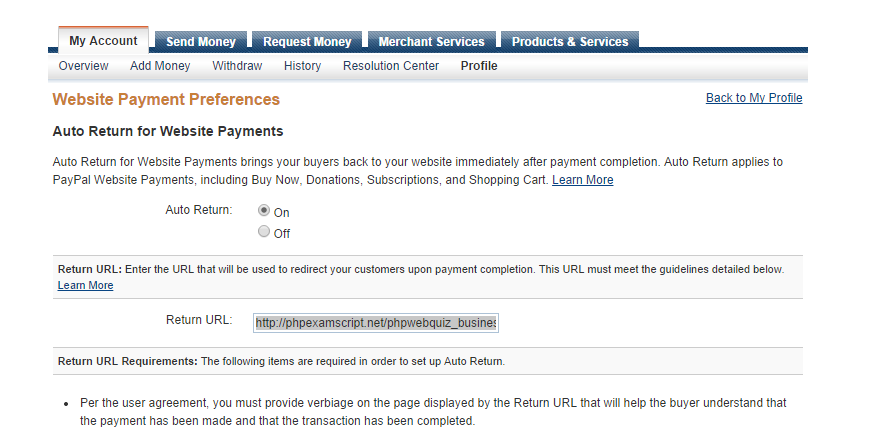 My Account Send Money Request Money Merchant Services Products & Services
Overview Add Money Withdraw History Resolution Center Profile
Website Payment Preferences Back to My Profile
Auto Return for Website Payments
Auto Return for Website Payments brings your buyers back to your website immediately after payment completion. Auto Return applies to
PayPal Website Payments, including Buy Now, Donations, Subscriptions, and Shopping Cart. Learn More
Auto Return: On
Off
Return URL: Enter the URL that will be used to redirect your customers upon payment completion. This URL must meet the guidelines detailed below.
Learn More
Return URL: http://phpexamscript.net/phpwebquiz_busines
Return URL Requirements: The following items are required in order to set up Auto Return.
• Per the user agreement, you must provide verbiage on the page displayed by the Return URL that will help the buyer understand that
the payment has been made and that the transaction has been completed.